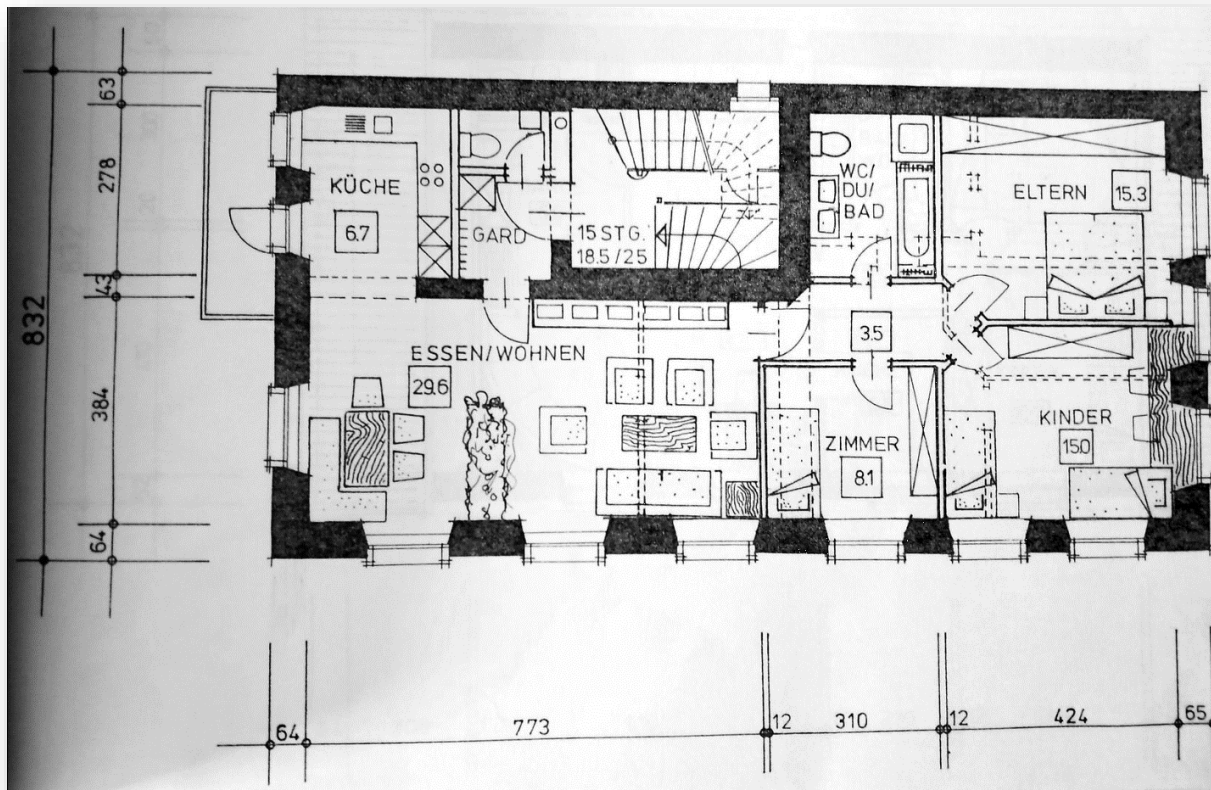 KÜCHE
6.7
GARD
15 STG.
18.5/25
WC/
DU/
BAD
ELTERN
15.3
ESSEN/WOHNEN
29.6
3.5
ZIMMER
8.1
KINDER
15.0
63
278
43
384
64
832
64
773
12
310
12
424
65